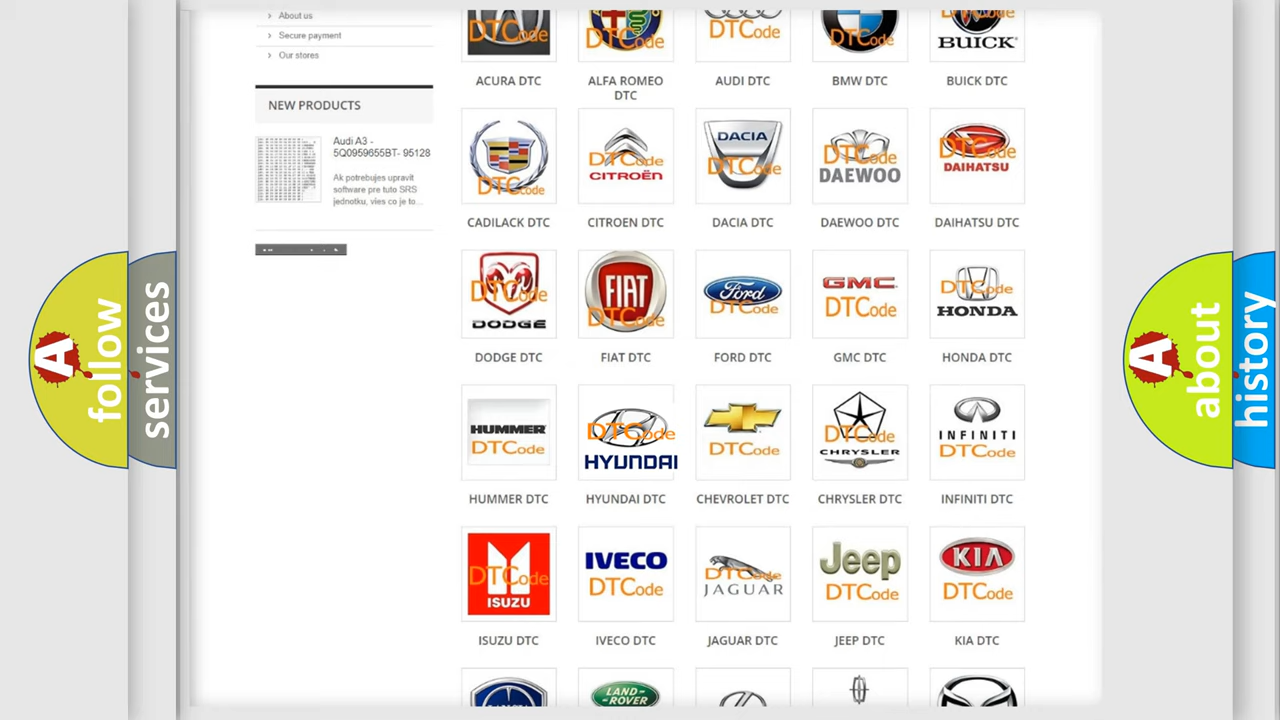 About us
Secure payment
Our stores
NEW PRODUCTS
Audi A3 -
5Q0959655BT- 95128
Ak potrebujes upravit
software pre tuto SRS
jednotku, vies co je to...
DTCode
DTCode
DTCode
DTCode
BUICK
ACURA DTC
ALFA ROMEO
DTC
AUDI DTC
BMW DTC
BUICK DTC
DTCode
DTCode
CITROËN
DACIA
DTCode
DTCode
DAEWOO
DTCode
DAIHATSU
CADILACK DTC
CITROEN DTC
DACIA DTC
DAEWOO DTC
DAIHATSU DTC
DTCode
DODGE
FIAT
DTCode
Ford
DTCode
GMC
DTCode
DTCode
HONDA
DODGE DTC
FIAT DTC
FORD DTC
GMC DTC
HONDA DTC
HUMMER
DTCode
DTCode
HYUNDAI
DTCode
DTCode
CHRYSLER
INFINITI
DTCode
HUMMER DTC
HYUNDAI DTC
CHEVROLET DTC
CHRYSLER DTC
INFINITI DTC
DTCode
ISUZU
IVECO
DTCode
DTCode
JAGUAR
Jeep
DTCode
KIA
DTCode
ISUZU DTC
IVECO DTC
JAGUAR DTC
JEEP DTC
KIA DTC
LAND-
ROVER
A
follow
services
A
about
history